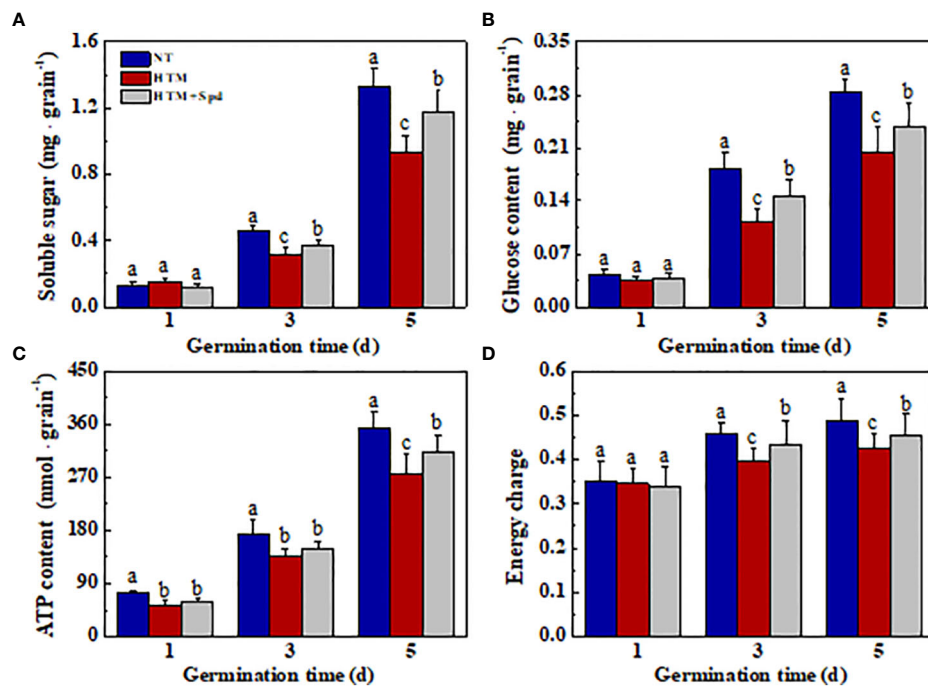 A
1.6
1.2
0.8
0.4
0.0
Soluble sugar (mg · grain⁻¹)
NT
HTM
HTM+Spd
a a a
a c b
a c b
1 3 5
Germination time (d)
B
0.35
0.28
0.21
0.14
0.07
0.00
Glucose content (mg · grain⁻¹)
a a a
a c b
a c b
1 3 5
Germination time (d)
C
450
360
270
180
90
0
ATP content (nmol · grain⁻¹)
a b b
a b b
a c b
1 3 5
Germination time (d)
D
0.6
0.5
0.4
0.3
0.2
0.1
0.0
Energy charge
a a a
a c b
a c b
1 3 5
Germination time (d)